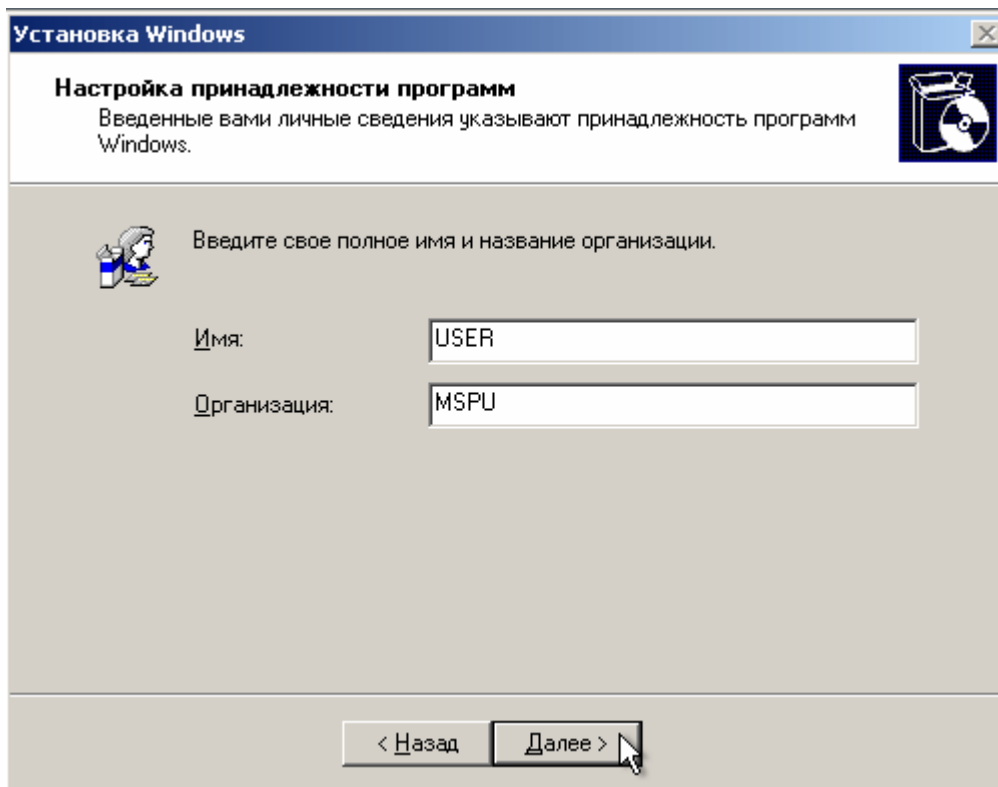 Установка Windows
Настройка принадлежности программ
Введенные вами личные сведения указывают принадлежность программ
Windows.
Введите свое полное имя и название организации.
Имя:
USER
Организация:
MSPU
< Назад
Далее >